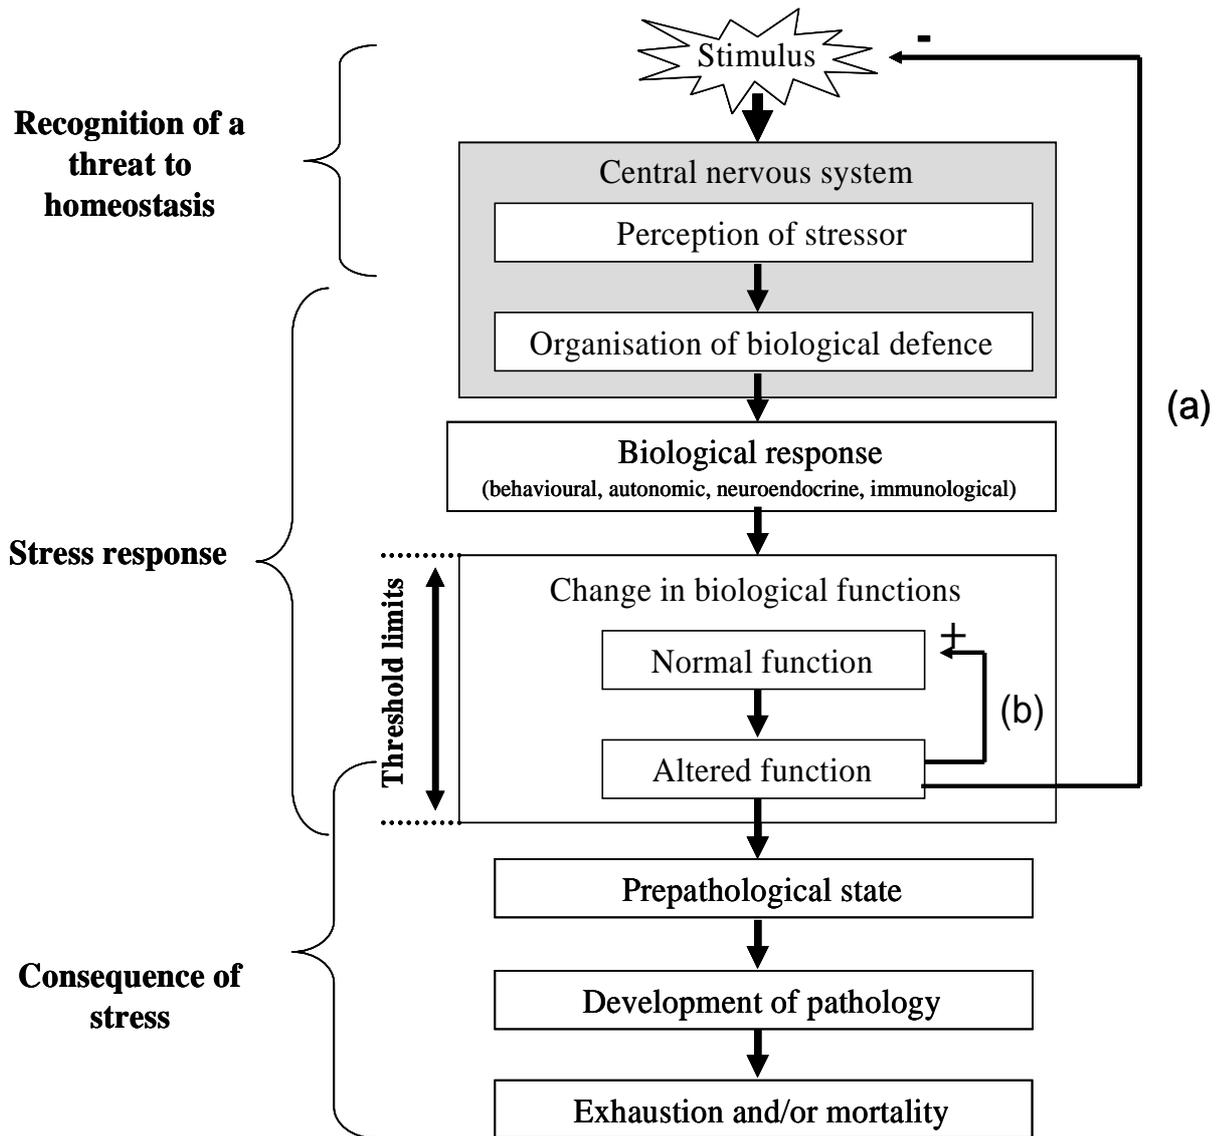 Stimulus
-
Recognition of a
threat to
homeostasis
Central nervous system
Perception of stressor
Organisation of biological defence
(a)
Biological response
(behavioural, autonomic, neuroendocrine, immunological)
Stress response
Threshold limits
Change in biological functions
+
Normal function
(b)
Altered function
Prepathological state
Consequence of
stress
Development of pathology
Exhaustion and/or mortality